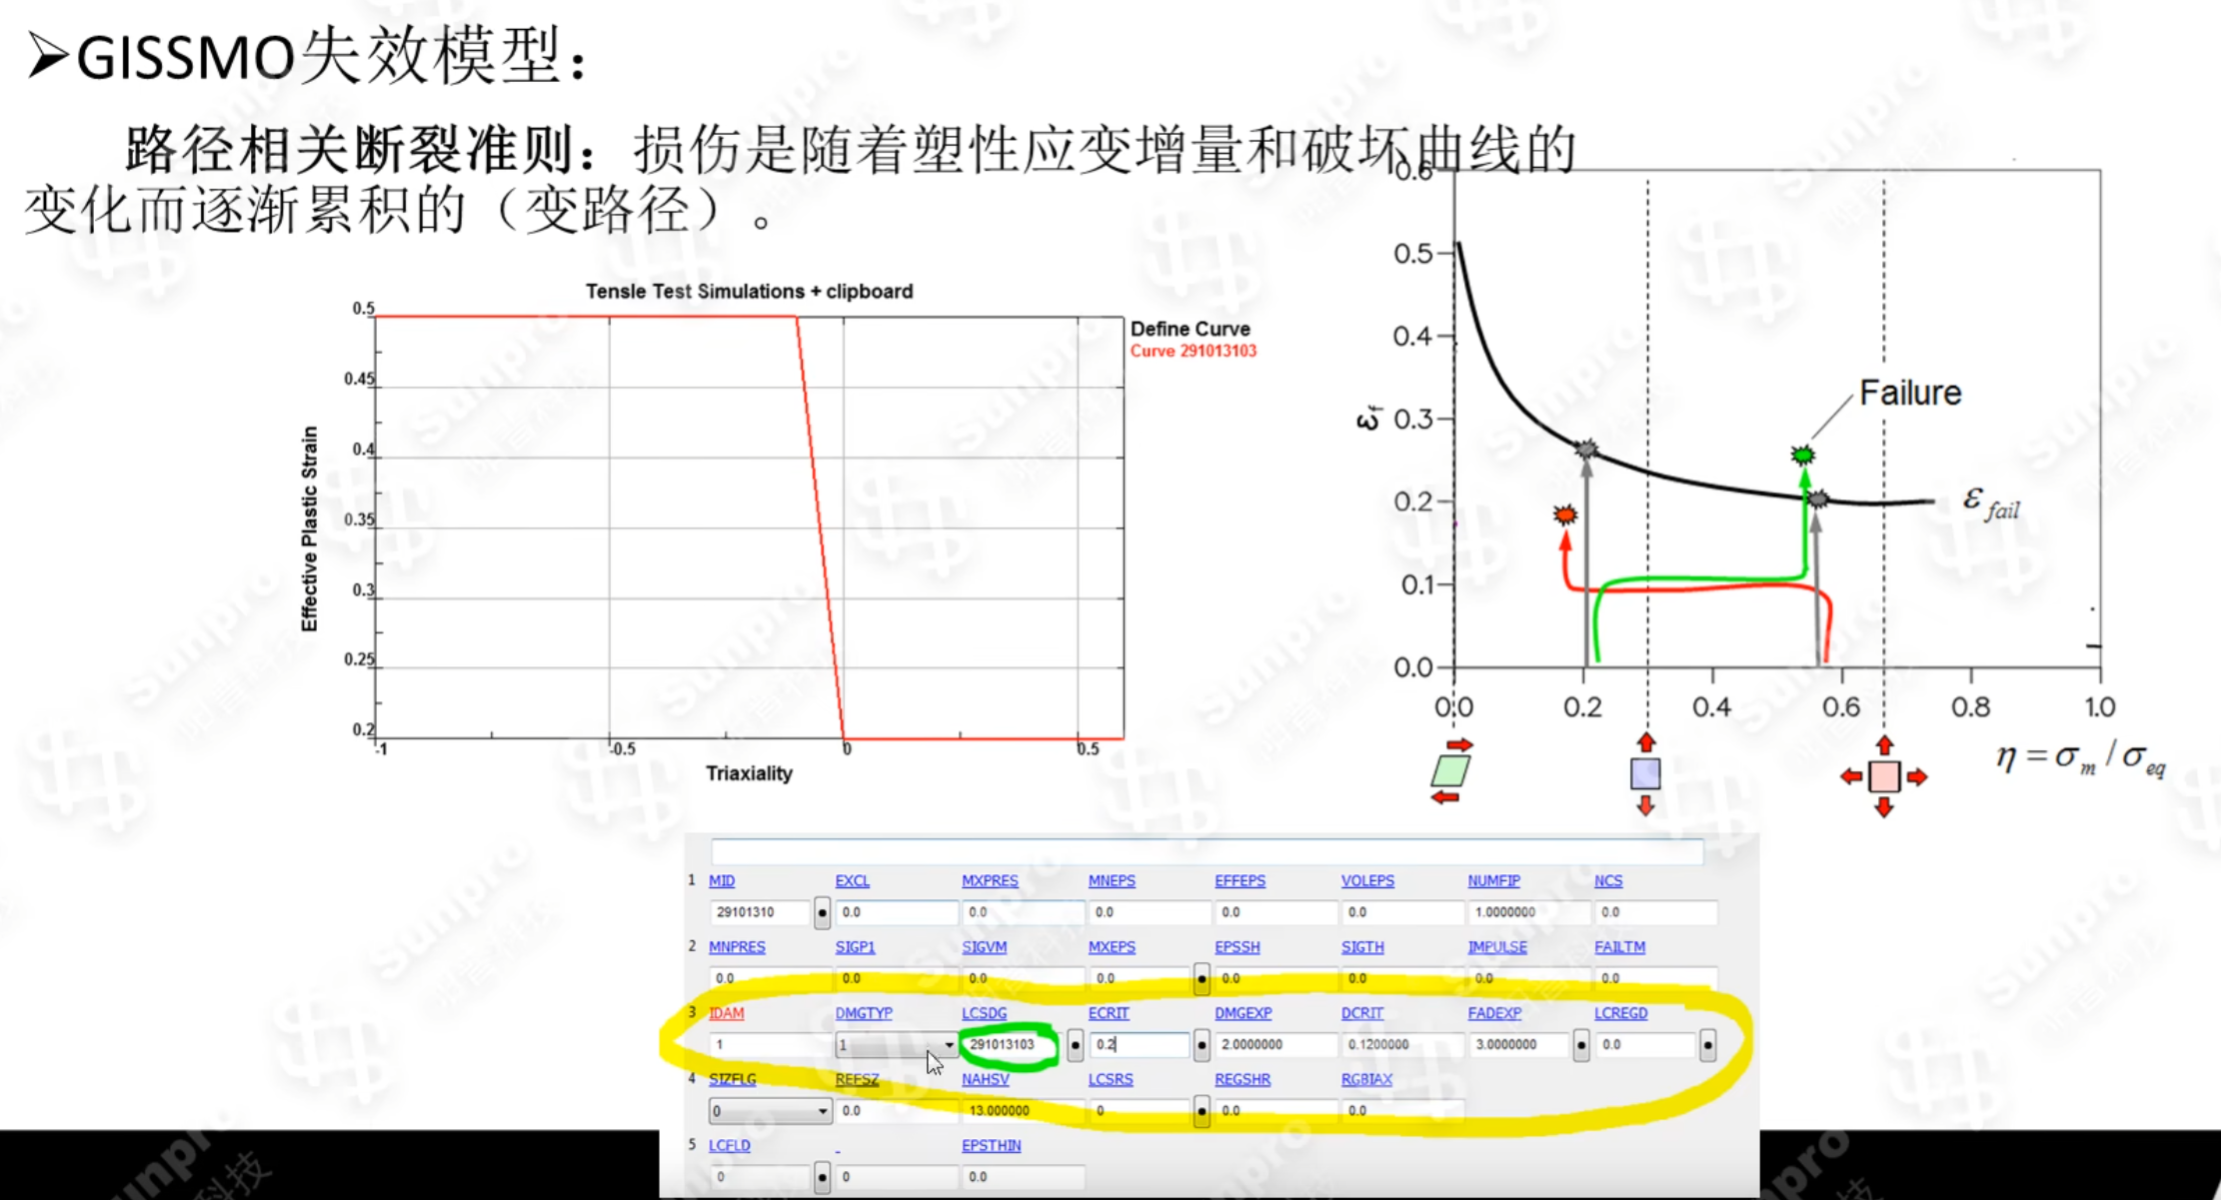 ➢GISSMO失效模型：
路径相关断裂准则：损伤是随着塑性应变增量和破坏曲线的
变化而逐渐累积的（变路径）。
Tensle Test Simulations + clipboard
Define Curve
Curve 291013103
Effective Plastic Strain
0.5
0.45
0.4
0.35
0.3
0.25
0.2
-1
-0.5
0
0.5
Triaxiality
0.6
0.5
0.4
0.3
0.2
0.1
0.0
εf
Failure
ε fail
0.0 0.2 0.4 0.6 0.8 1.0
η = σm / σeq
1 MID EXCL MXPRES MNEPS EFFEPS VOLEPS NUMFIP NCS
29101310 0.0 0.0 0.0 0.0 0.0 1.0000000 0.0
2 MNPRES SIGP1 SIGVM MXEPS EPSSH SIGTH IMPULSE FAILTM
0.0 0.0 0.0 0.0 0.0 0.0 0.0 0.0
3 IDAM DMGTYP LCSDG ECRIT DMGEXP DCRIT FADEXP LCREGD
1 1 291013103 0.2 2.0000000 0.1200000 3.0000000 0.0
4 SIZFLG REFSZ NAHSV LCSRS REGSHR RGBIAX
0 0.0 13.000000 0 0.0 0.0
5 LCFLD - EPSTHIN
0 0 0.0
Sunpro